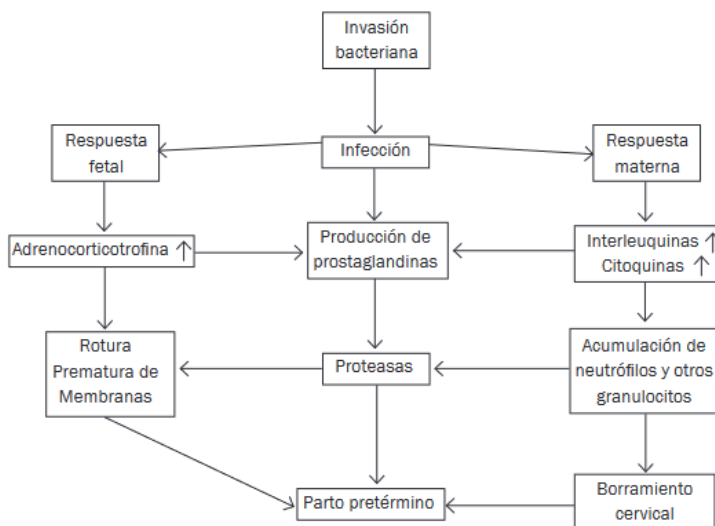 Invasión
bacteriana
Respuesta
fetal
Infección
Respuesta
materna
Adrenocorticotrofina ↑
Producción de
prostaglandinas
Interleuquinas ↑
Citoquinas ↑
Rotura
Prematura de
Membranas
Proteasas
Acumulación de
neutrófilos y otros
granulocitos
Parto pretérmino
Borramiento
cervical